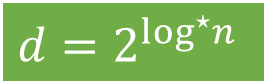 d = 2^{log^{*}n}